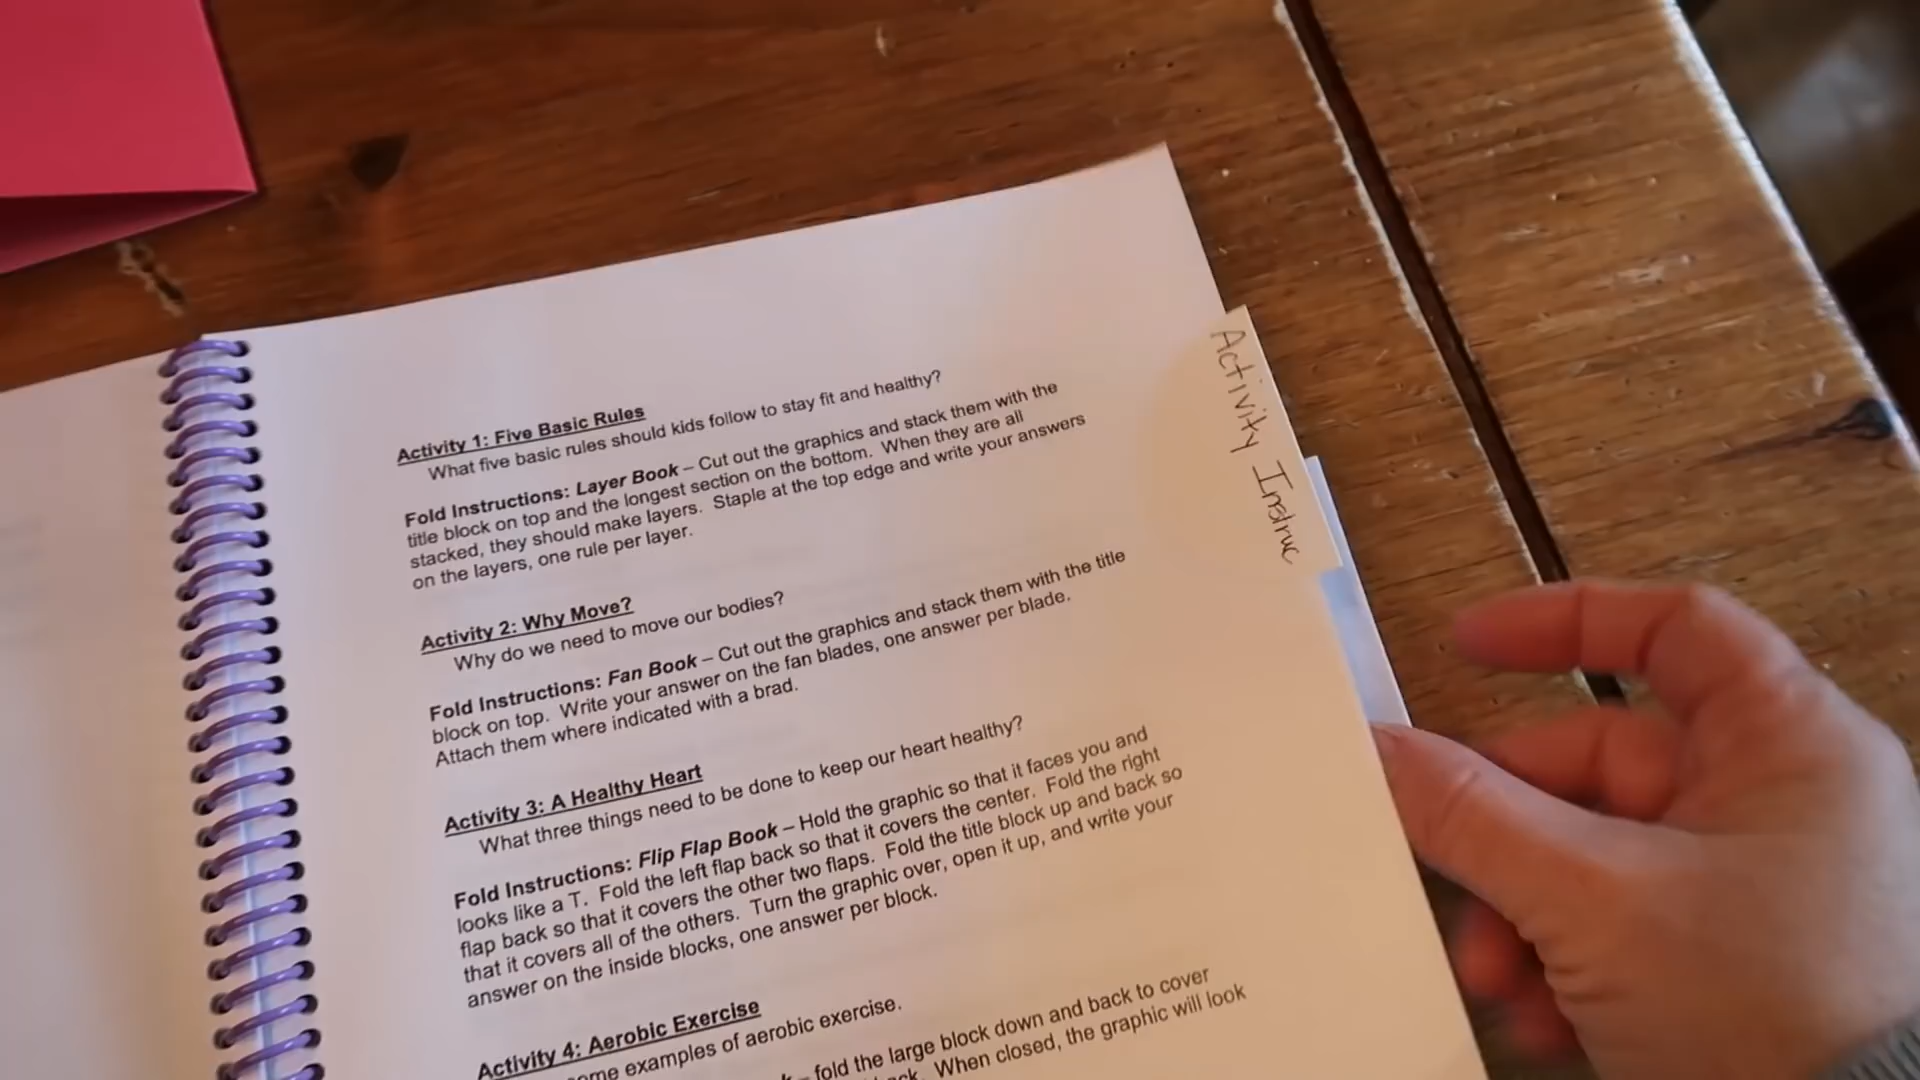 Activity 1: Five Basic Rules
What five basic rules should kids follow to stay fit and healthy?
Fold Instructions: Layer Book – Cut out the graphics and stack them with the
title block on top and the longest section on the bottom. When they are all
stacked, they should make layers. Staple at the top edge and write your answers
on the layers, one rule per layer.
Activity 2: Why Move?
Why do we need to move our bodies?
Fold Instructions: Fan Book – Cut out the graphics and stack them with the title
block on top. Write your answer on the fan blades, one answer per blade.
Attach them where indicated with a brad.
Activity 3: A Healthy Heart
What three things need to be done to keep our heart healthy?
Fold Instructions: Flip Flap Book – Hold the graphic so that it faces you and
looks like a T. Fold the left flap back so that it covers the center. Fold the right
flap back so that it covers the other two flaps. Fold the title block up and back so
that it covers all of the others. Turn the graphic over, open it up, and write your
answer on the inside blocks, one answer per block.
Activity 4: Aerobic Exercise
examples of aerobic exercise.
– fold the large block down and back to cover
When closed, the graphic will look
Activity Instruc